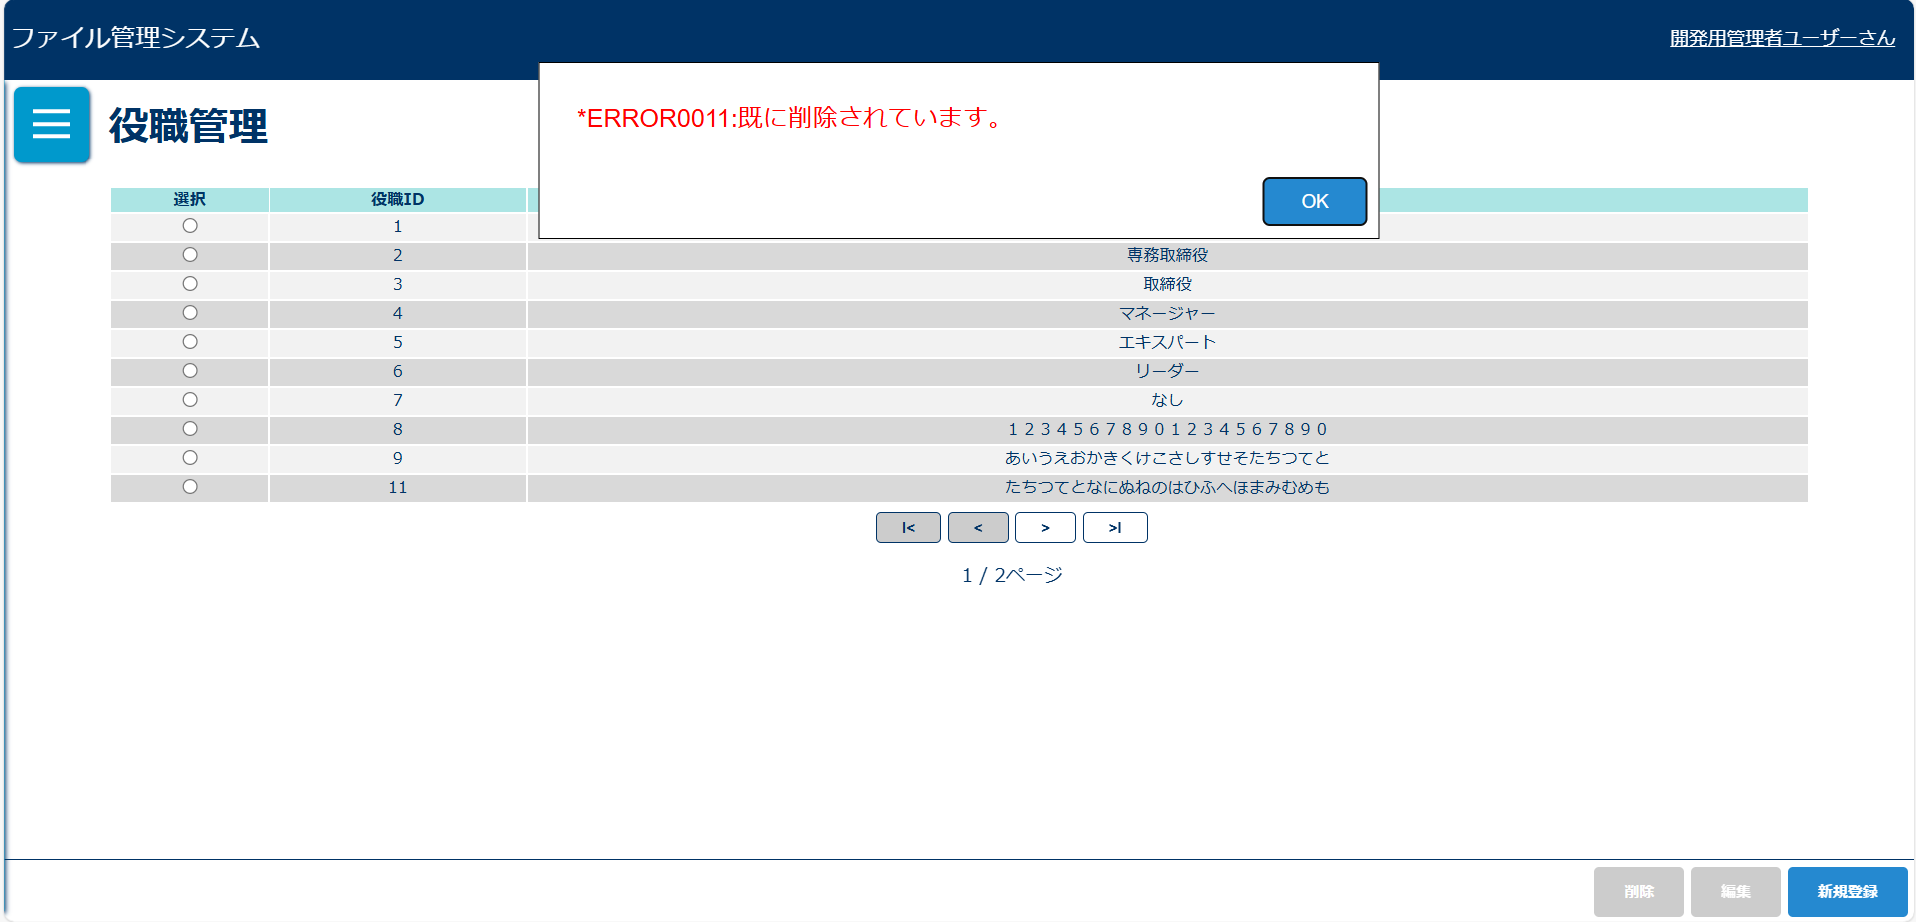 ファイル管理システム
開発用管理者ユーザーさん
役職管理
*ERROR0011:既に削除されています。
OK
選択 役職ID
1
2 専務取締役
3 取締役
4 マネージャー
5 エキスパート
6 リーダー
7 なし
8 １２３４５６７８９０１２３４５６７８９０
9 あいうえおかきくけこさしすせそたちつてと
11 たちつてとなにぬねのはひふへほまみむめも
|< < > >|
1 / 2ページ
削除 編集 新規登録